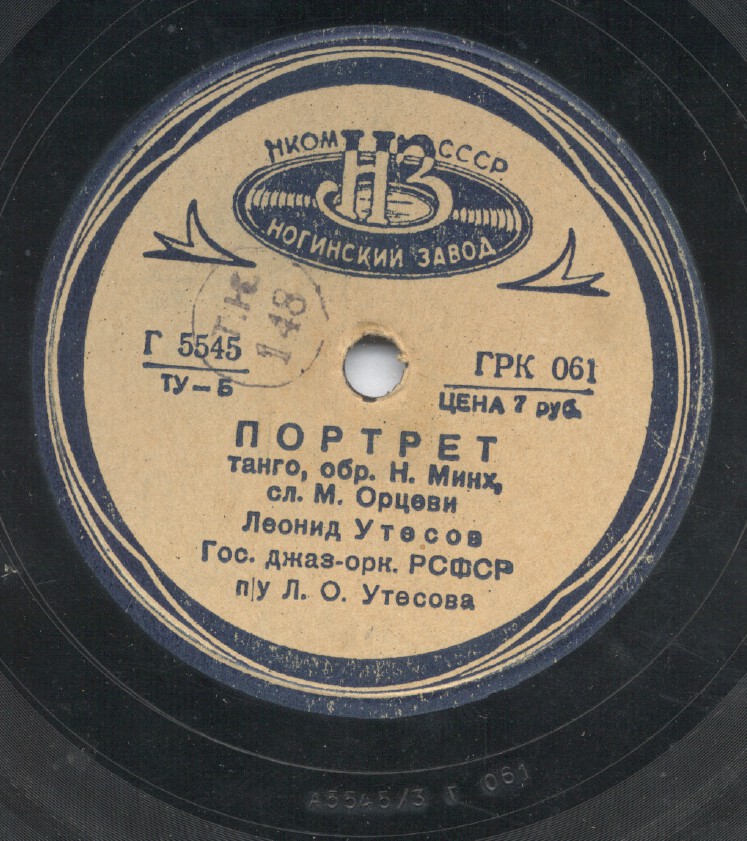 НКОМ СССР
НЗ
НОГИНСКИЙ ЗАВОД
Г.К
148
Г 5545
ТУ — Б
ГРК 061
ЦЕНА 7 руб.
ПОРТРЕТ
танго, обр. Н. Минх,
сл. М. Орцеви
Леонид Утесов
Гос. джаз-орк. РСФСР
п/у Л. О. Утесова
А5545/3 Г 061